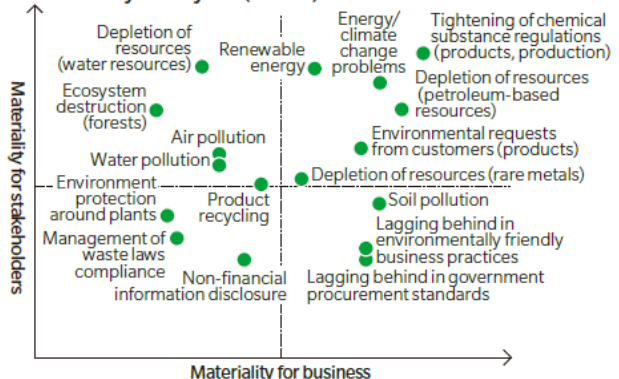 Depletion of
resources
(water resources)
Renewable
energy
Energy/
climate
change
problems
Tightening of chemical
substance regulations
(products, production)
Depletion of resources
(petroleum-based
resources)
Ecosystem
destruction
(forests)
Air pollution
Water pollution
Environmental requests
from customers (products)
Depletion of resources (rare metals)
Environment
protection
around plants
Product
recycling
Soil pollution
Management of
waste laws
compliance
Lagging behind in
environmentally friendly
business practices
Non-financial
information disclosure
Lagging behind in government
procurement standards
Materiality for stakeholders
Materiality for business